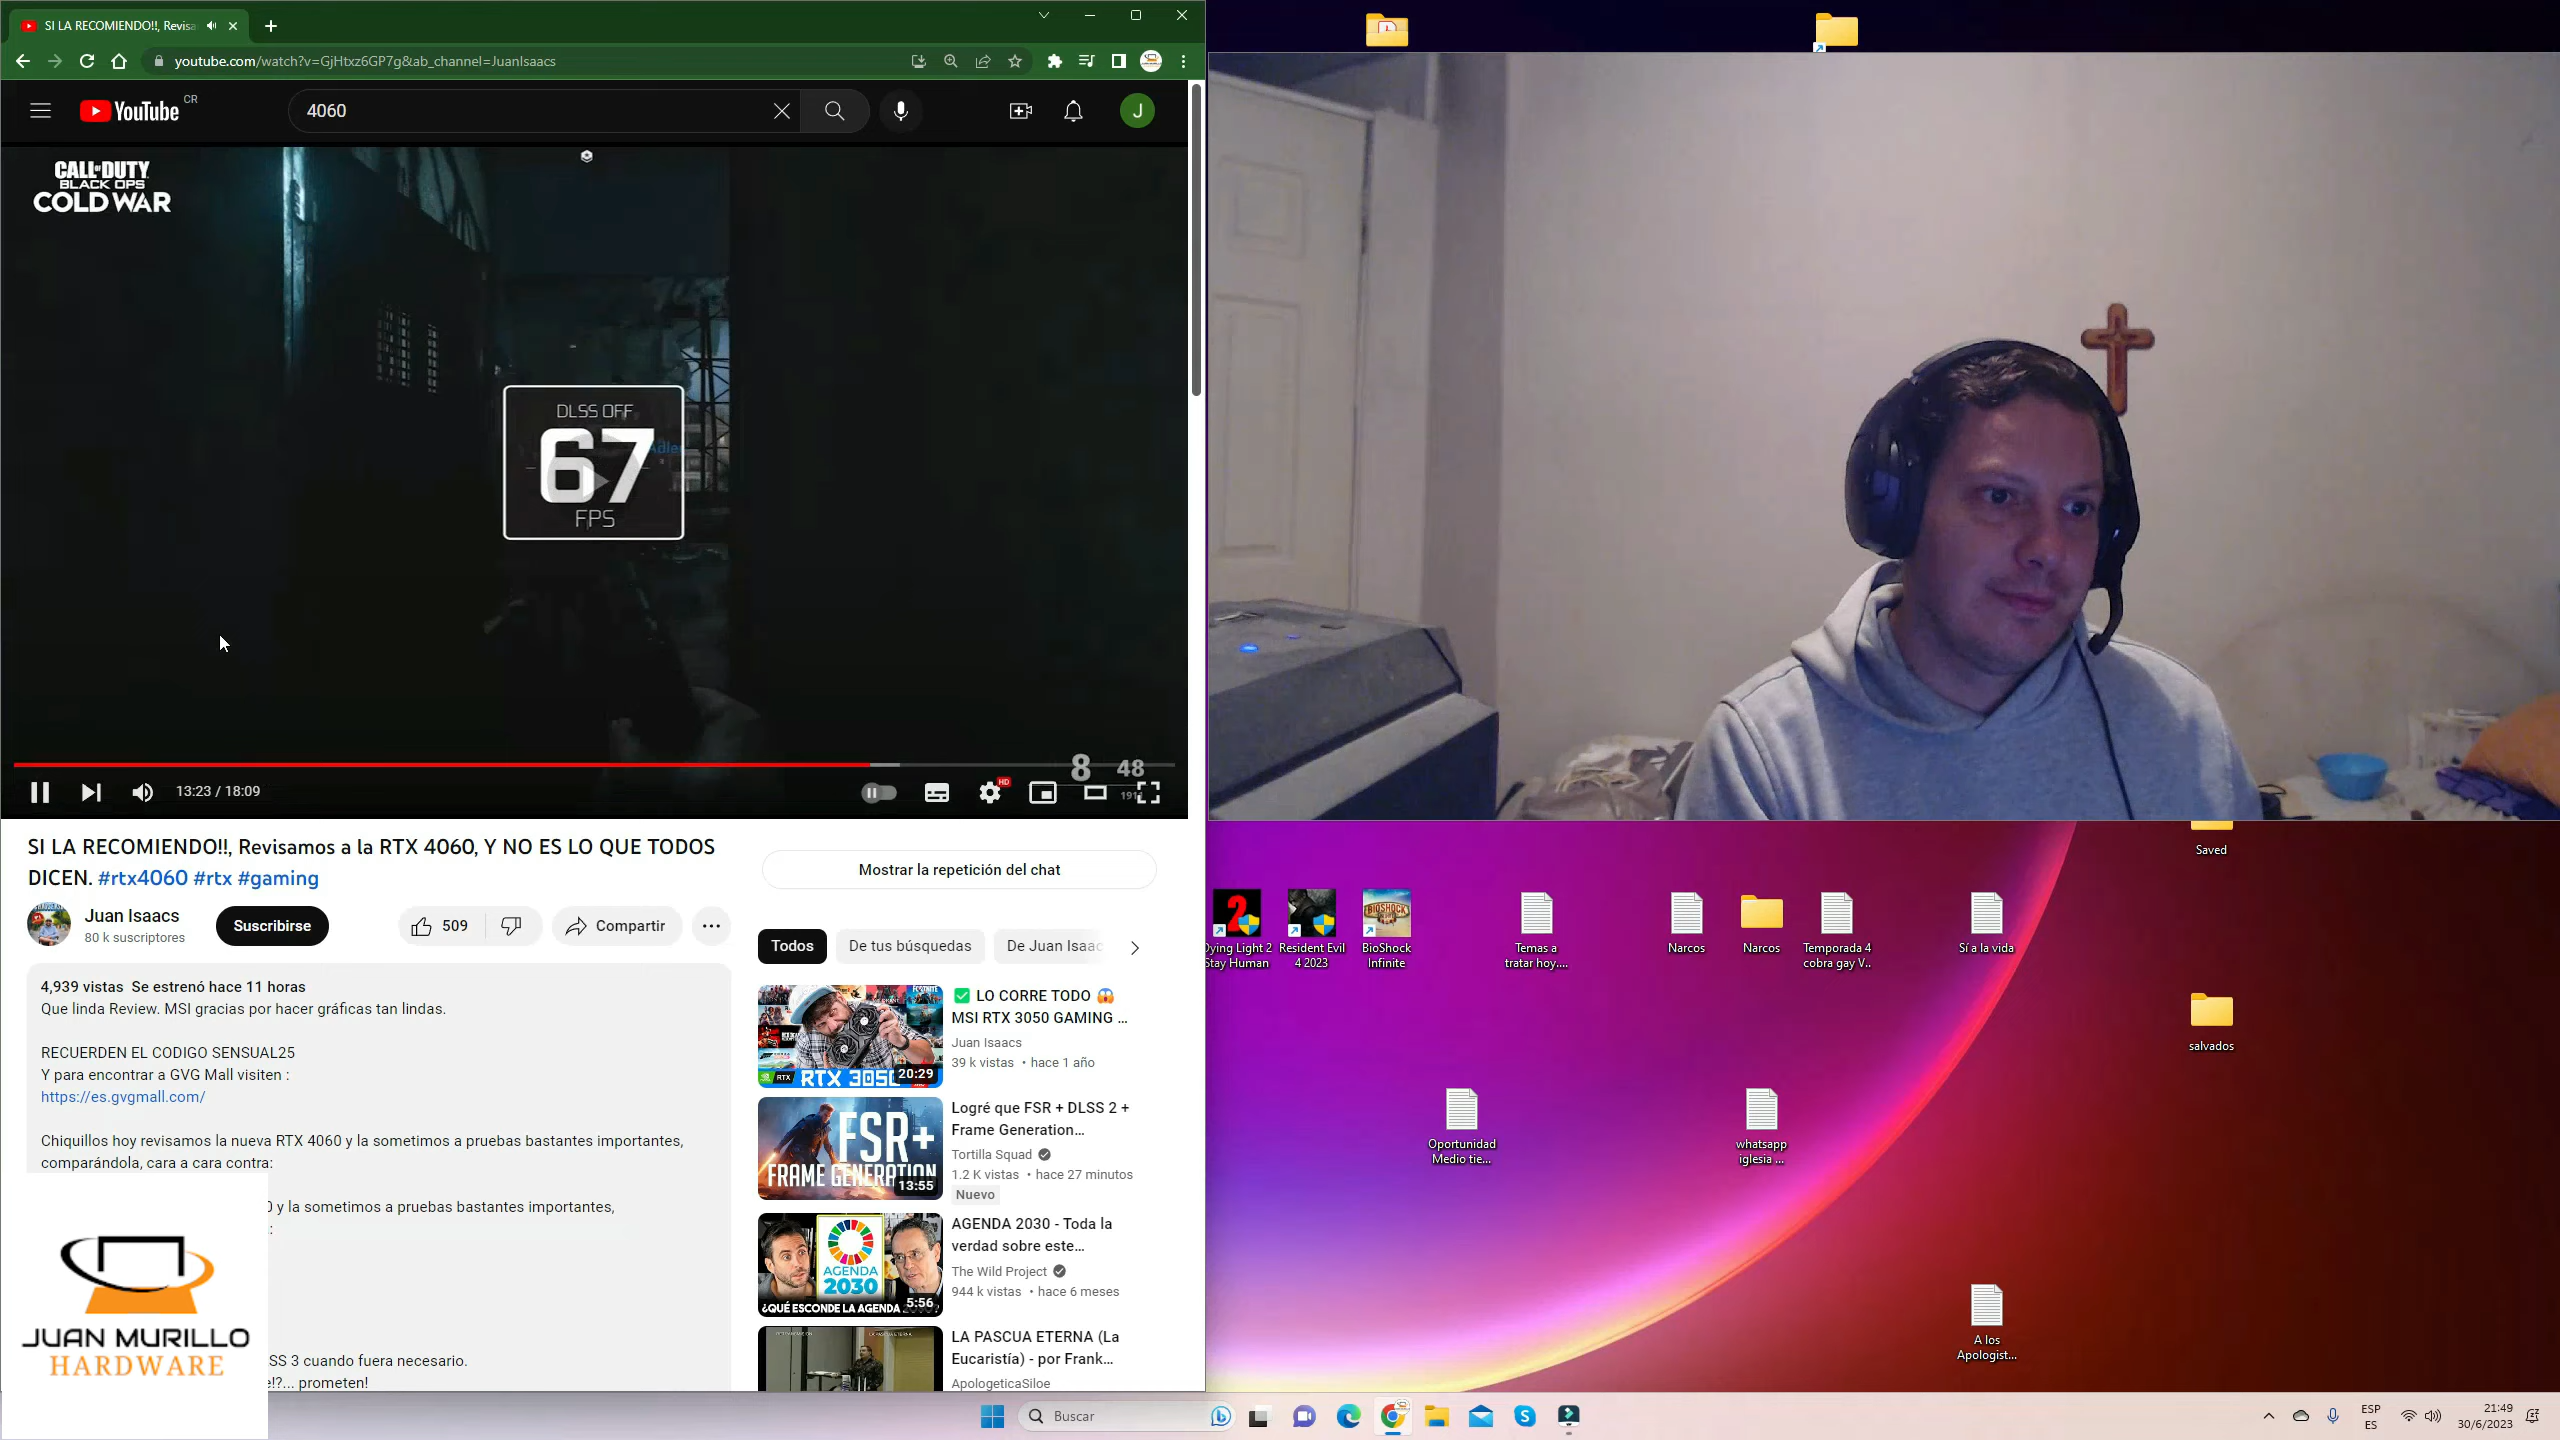 SI LA RECOMIENDO!!, Revisa
youtube.com/watch?v=GjHtxz6GP7g&ab_channel=JuanIsaacs
YouTube CR
4060
J
CALL OF DUTY
BLACK OPS
COLD WAR
DLSS OFF
67
FPS
Adler
8 48
13:23 / 18:09
HD
SI LA RECOMIENDO!!, Revisamos a la RTX 4060, Y NO ES LO QUE TODOS
DICEN. #rtx4060 #rtx #gaming
Juan Isaacs
80 k suscriptores
Suscribirse
509
Compartir
4,939 vistas Se estrenó hace 11 horas
Que linda Review. MSI gracias por hacer gráficas tan lindas.
RECUERDEN EL CODIGO SENSUAL25
Y para encontrar a GVG Mall visiten :
https://es.gvgmall.com/
Chiquillos hoy revisamos la nueva RTX 4060 y la sometimos a pruebas bastantes importantes,
comparándola, cara a cara contra:
0 y la sometimos a pruebas bastantes importantes,
:
SS 3 cuando fuera necesario.
e!?... prometen!
JUAN MURILLO
HARDWARE
Mostrar la repetición del chat
Todos
De tus búsquedas
De Juan Isaac
RTX 3050
20:29
LO CORRE TODO
MSI RTX 3050 GAMING ...
Juan Isaacs
39 k vistas • hace 1 año
FSR+
FRAME GENERATION
13:55
Logré que FSR + DLSS 2 +
Frame Generation...
Tortilla Squad
1.2 K vistas • hace 27 minutos
Nuevo
AGENDA
2030
¿QUÉ ESCONDE LA AGENDA 2030?
5:56
AGENDA 2030 - Toda la
verdad sobre este...
The Wild Project
944 k vistas • hace 6 meses
LA PASCUA ETERNA (La
Eucaristía) - por Frank...
ApologeticaSiloe
Saved
Dying Light 2
Stay Human
Resident Evil
4 2023
BioShock
Infinite
Temas a
tratar hoy....
Narcos
Narcos
Temporada 4
cobra gay V..
Sí a la vida
salvados
Oportunidad
Medio tie...
whatsapp
iglesia ...
A los
Apologist...
Buscar
ESP
ES
21:49
30/6/2023